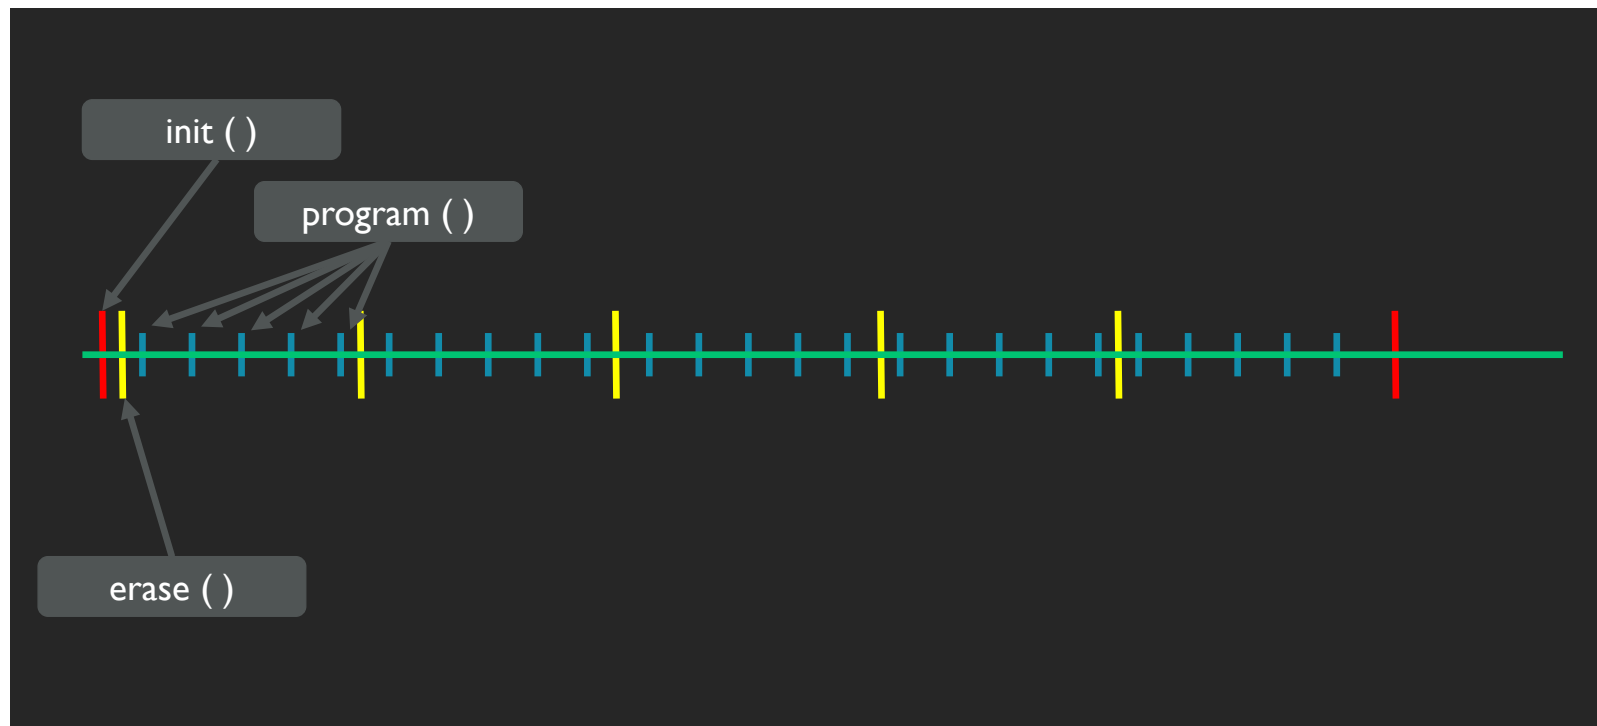 init ( )
program ( )
erase ( )